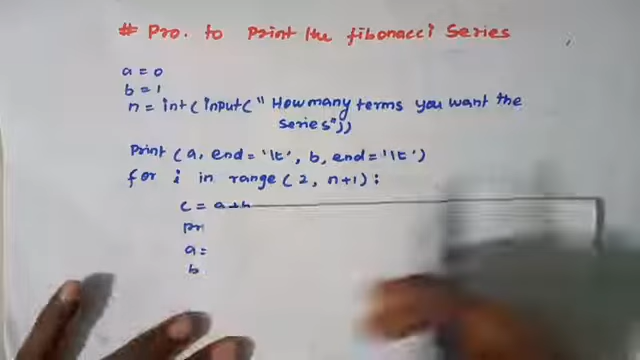 # Pro. to Print the fibonacci Series
a = 0
b = 1
n = int(input(" How many terms you want the
series"))
Print (a, end = '\t', b, end = '\t')
for i in range (2, n+1) :
c = a+b
a =
b